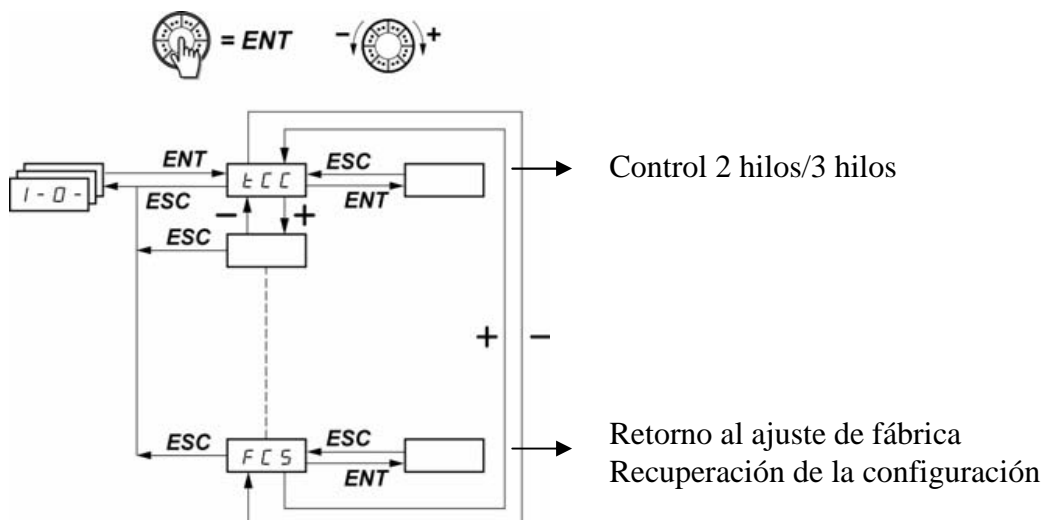 = ENT - +
ENT
ESC
Control 2 hilos/3 hilos
I-O-
tCC
ESC
ENT
- +
ESC
+ -
ESC
ESC
Retorno al ajuste de fábrica
FCS
ENT
Recuperación de la configuración